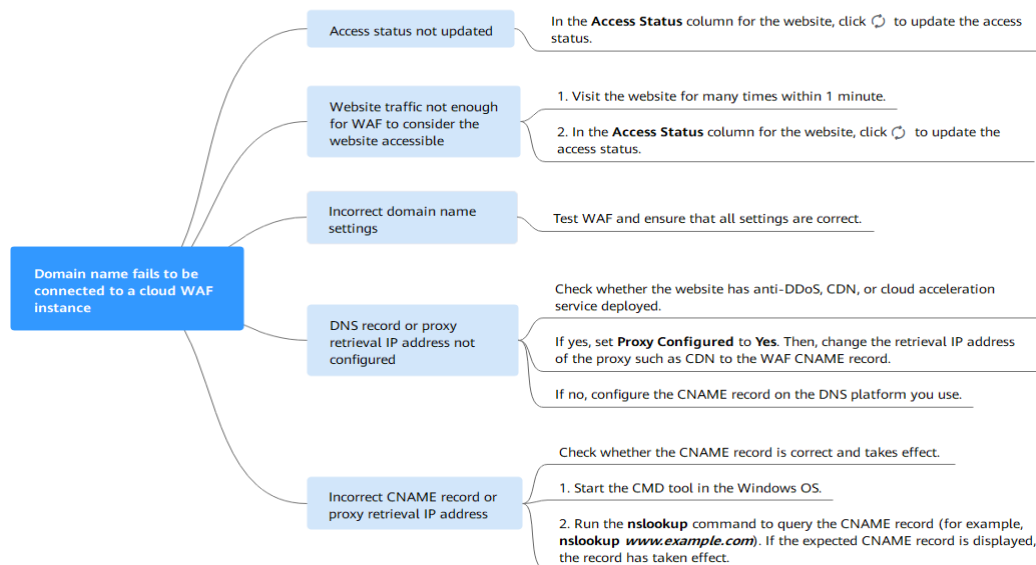 Domain name fails to be
connected to a cloud WAF
instance
Access status not updated
In the Access Status column for the website, click to update the access
status.
Website traffic not enough
for WAF to consider the
website accessible
1. Visit the website for many times within 1 minute.
2. In the Access Status column for the website, click to update the
access status.
Incorrect domain name
settings
Test WAF and ensure that all settings are correct.
DNS record or proxy
retrieval IP address not
configured
Check whether the website has anti-DDoS, CDN, or cloud acceleration
service deployed.
If yes, set Proxy Configured to Yes. Then, change the retrieval IP address
of the proxy such as CDN to the WAF CNAME record.
If no, configure the CNAME record on the DNS platform you use.
Incorrect CNAME record or
proxy retrieval IP address
Check whether the CNAME record is correct and takes effect.
1. Start the CMD tool in the Windows OS.
2. Run the nslookup command to query the CNAME record (for example,
nslookup www.example.com). If the expected CNAME record is displayed,
the record has taken effect.